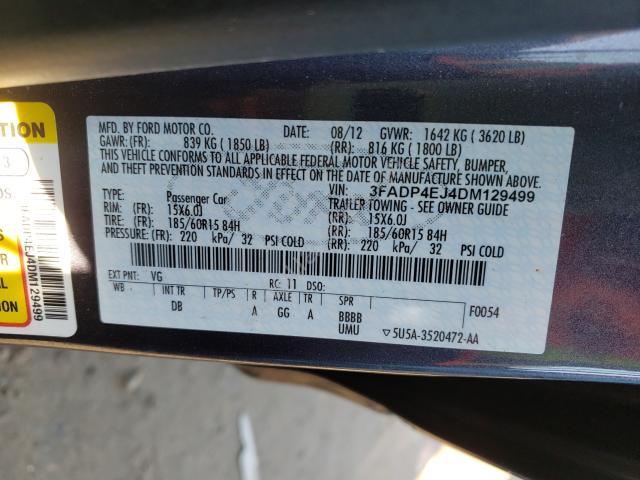 MFD. BY FORD MOTOR CO.
DATE: 08/12 GVWR: 1642 KG ( 3620 LB)
GAWR: (FR): 839 KG ( 1850 LB) (RR): 816 KG ( 1800 LB)
THIS VEHICLE CONFORMS TO ALL APPLICABLE FEDERAL MOTOR VEHICLE SAFETY, BUMPER,
AND THEFT PREVENTION STANDARDS IN EFFECT ON THE DATE OF MANUFACTURE SHOWN ABOVE.
VIN: 3FADP4EJ4DM129499
TYPE: Passenger Car TRAILER TOWING - SEE OWNER GUIDE
RIM: (FR): 15X6.0J (RR): 15X6.0J
TIRE: (FR): 185/60R15 84H (RR): 185/60R15 84H
PRESSURE: (FR): 220 kPa/ 32 PSI COLD (RR): 220 kPa/ 32 PSI COLD
EXT PNT: VG RC: 11 DSO:
WB INT TR TP/PS R AXLE TR SPR
F0054
DB A GG A BBBB
UMU
▽5U5A-3520472-AA
TION
3
EJ4DM129499
R
AL
ATION